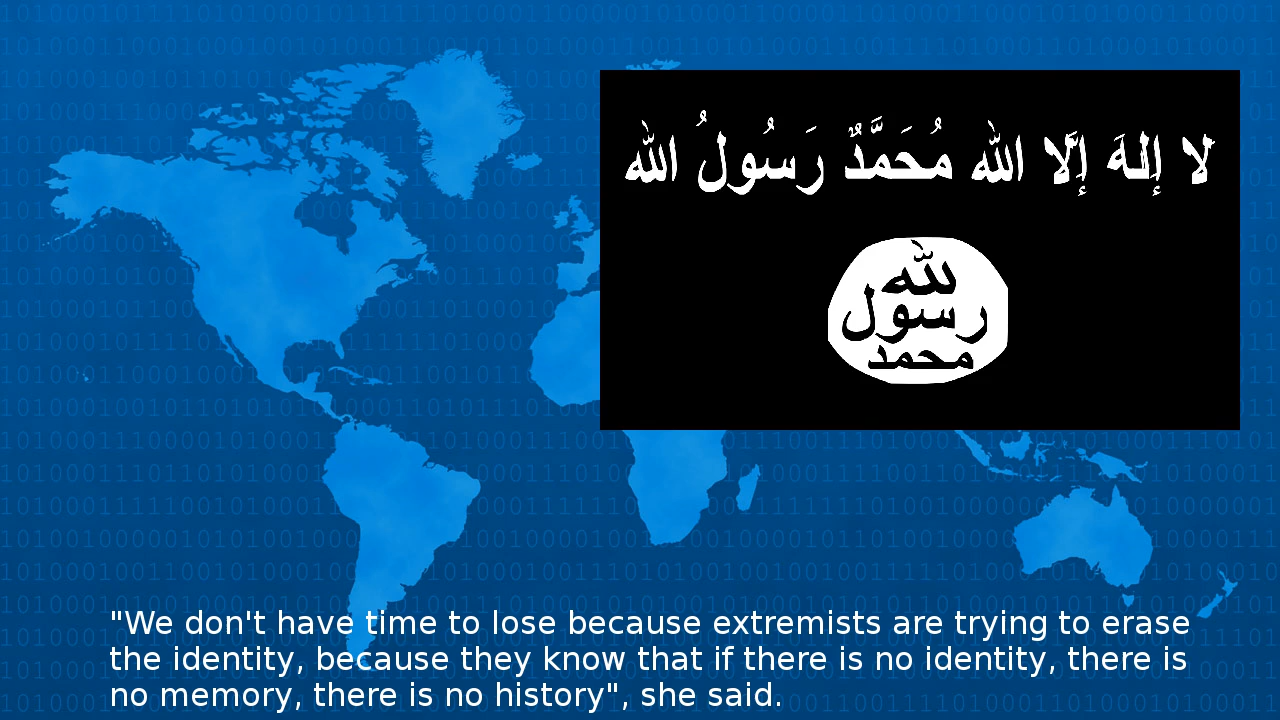 لا إله إلا الله مُحَمَّدٌ رَسُولُ الله
الله
رسول
محمد
"We don't have time to lose because extremists are trying to erase
the identity, because they know that if there is no identity, there is
no memory, there is no history", she said.